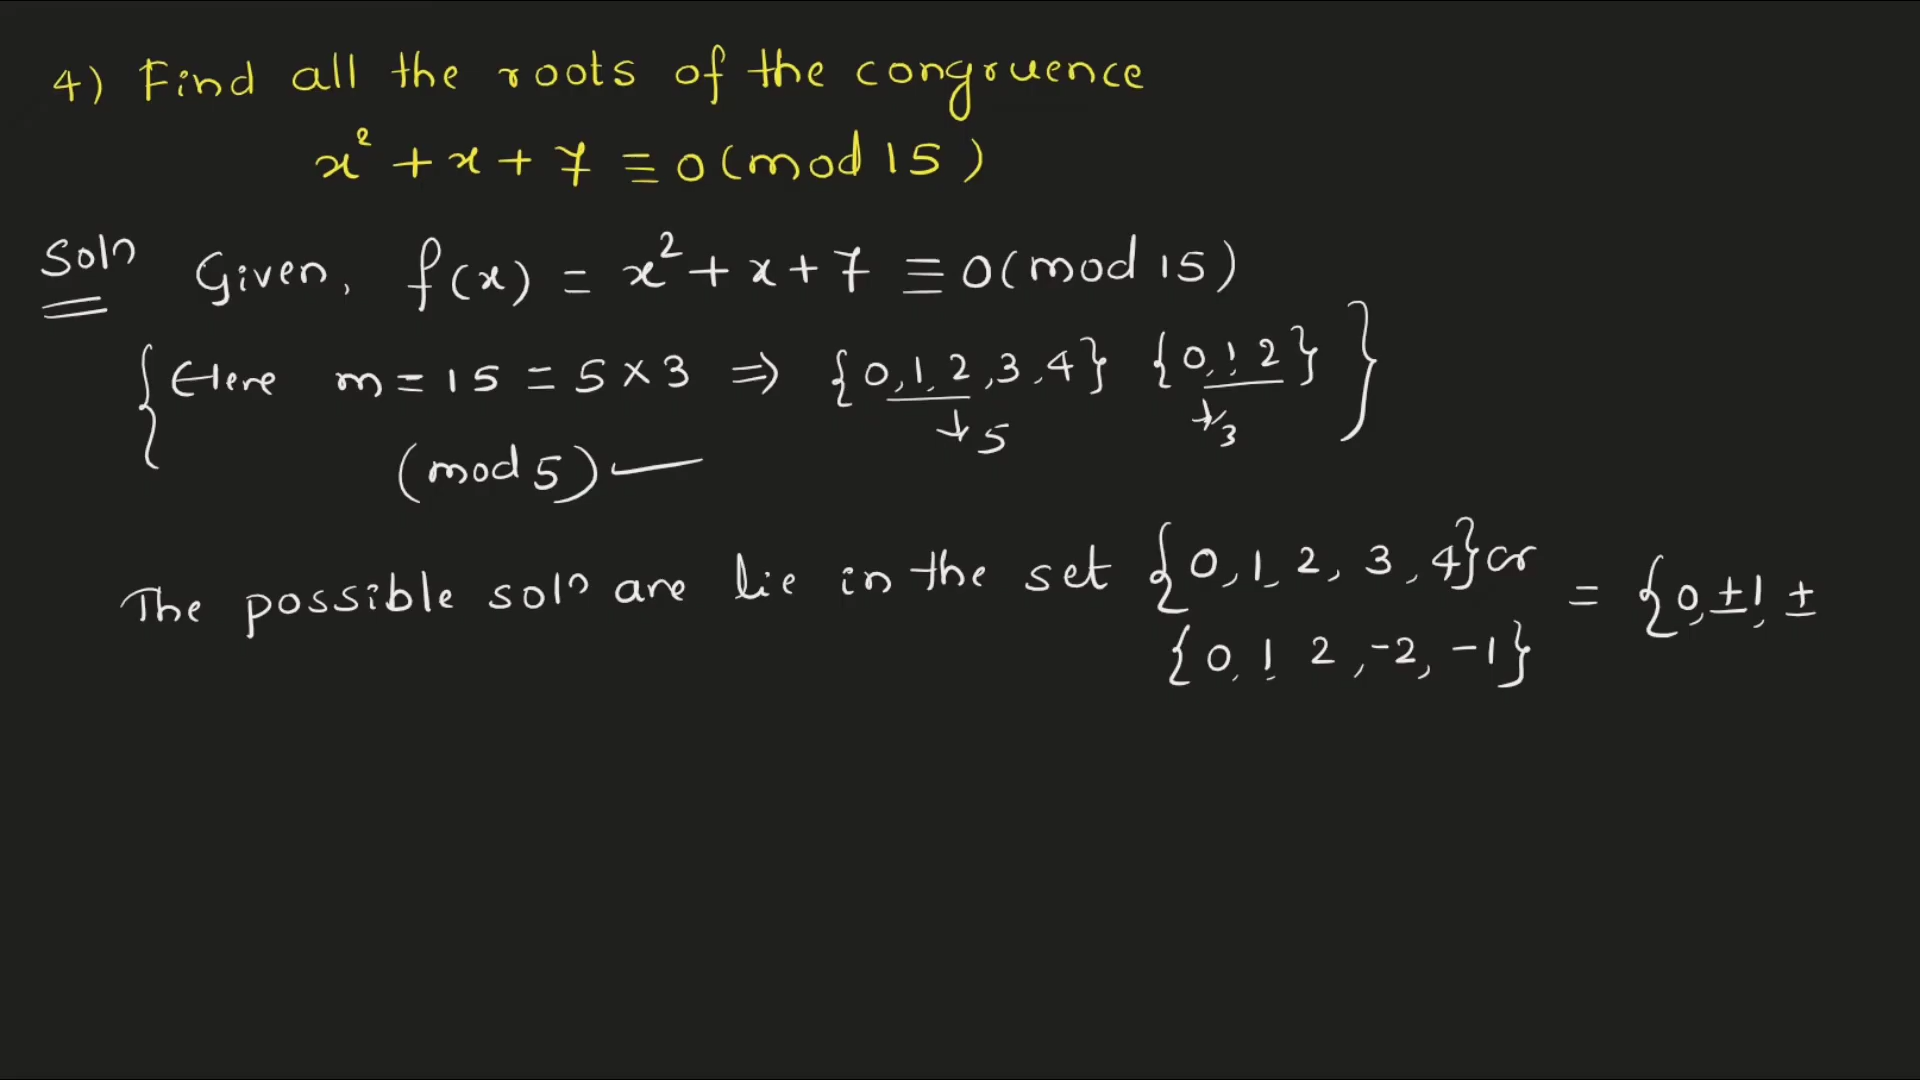 4) Find all the roots of the congruence
x² + x + 7 ≡ 0 (mod 15)
Soln Given, f(x) = x² + x + 7 ≡ 0 (mod 15)
{ Here m = 15 = 5 × 3 ⇒ {0, 1, 2, 3, 4} {0, 1, 2} }
↓ 5 ↓ 3
(mod 5) —
The possible soln are lie in the set {0, 1, 2, 3, 4} or = {0, ±1, ±
{0, 1, 2, -2, -1}